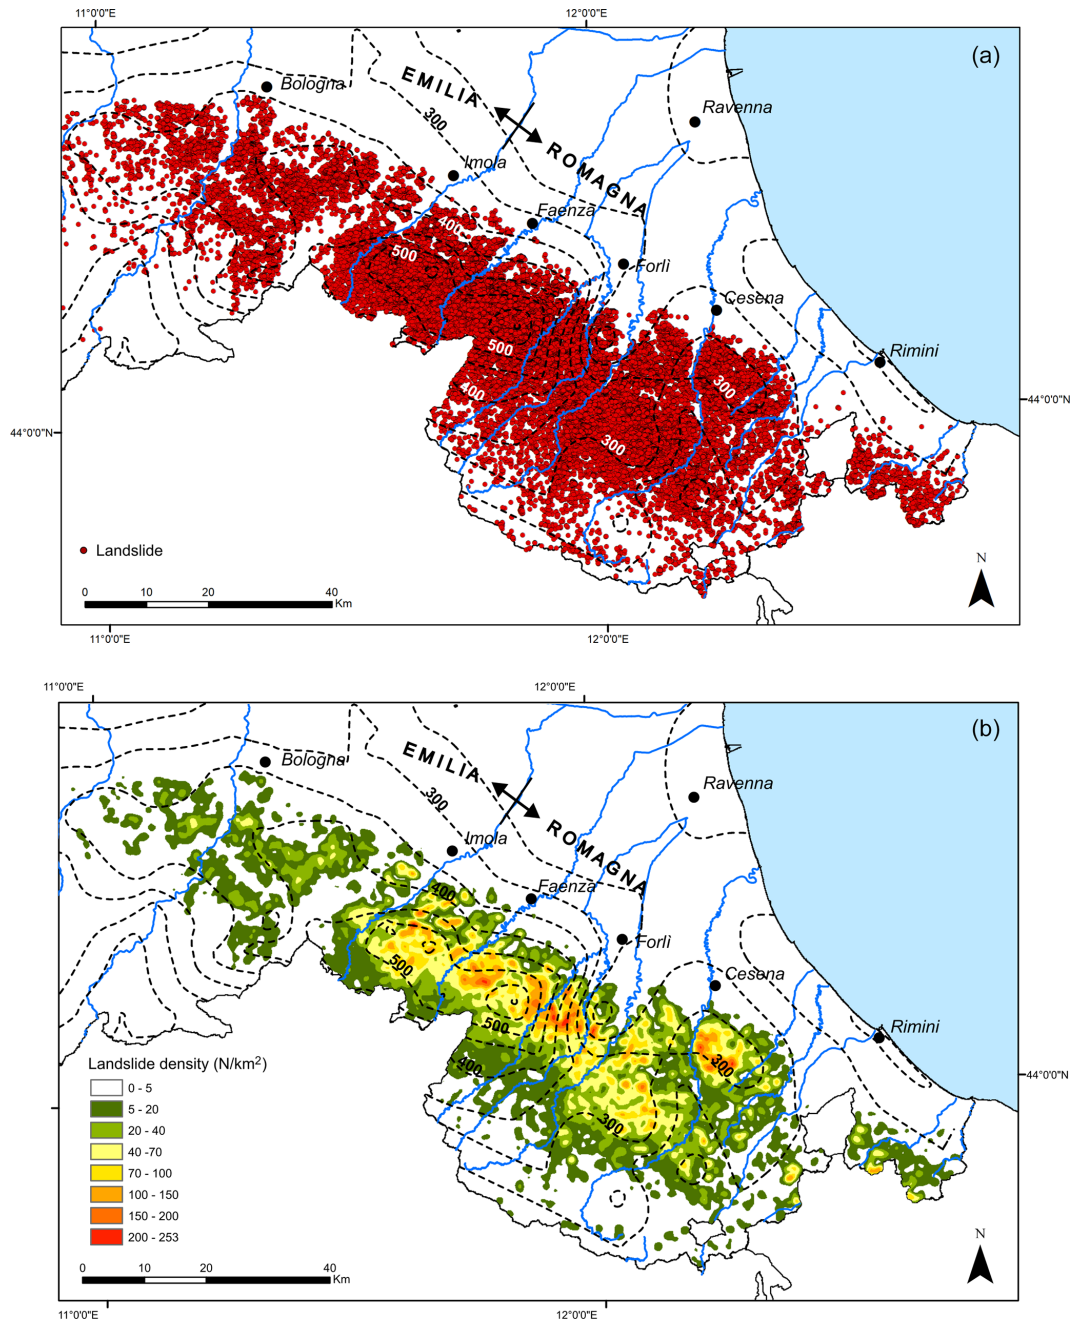 11°0'0"E
12°0'0"E
(a)
EMILIA
Bologna
300
Ravenna
ROMAGNA
Imola
Faenza
400
500
Forlì
Cesena
500
Rimini
300
400
44°0'0"N
44°0'0"N
300
Landslide
N
0 10 20 40
Km
11°0'0"E
12°0'0"E
11°0'0"E
12°0'0"E
(b)
EMILIA
Bologna
300
Ravenna
ROMAGNA
Imola
Faenza
400
Forlì
500
Cesena
500
Rimini
400
300
Landslide density (N/km²)
44°0'0"N
0 - 5
5 - 20
300
20 - 40
40 -70
70 - 100
100 - 150
150 - 200
200 - 253
N
0 10 20 40
Km
11°0'0"E
12°0'0"E